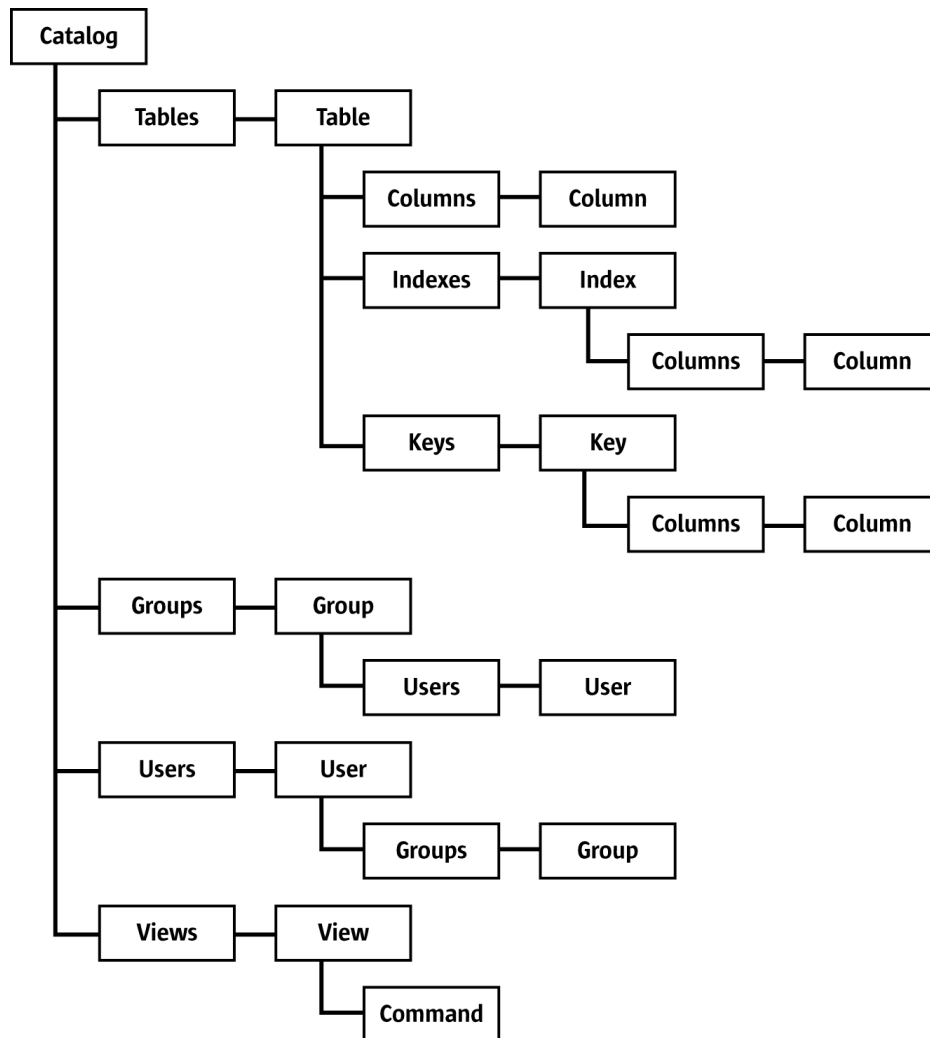 Catalog
Tables Table
Columns Column
Indexes Index
Columns Column
Keys Key
Columns Column
Groups Group
Users User
Users User
Groups Group
Views View
Command